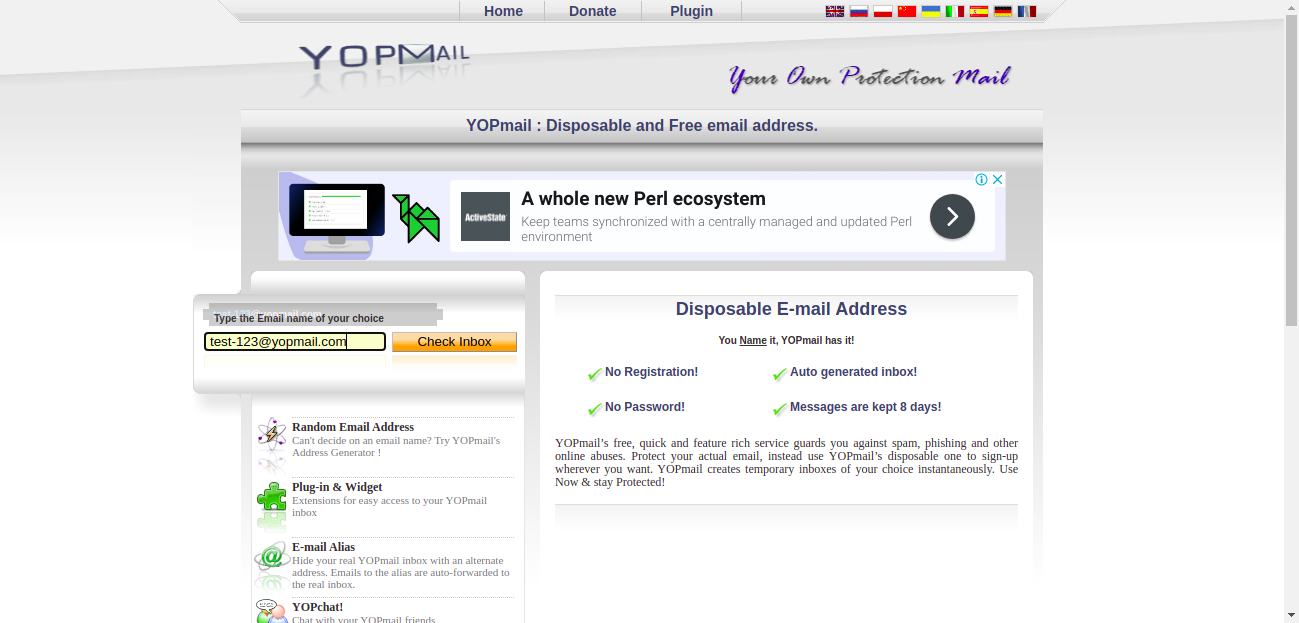 Home Donate Plugin
YOPMAIL
Your Own Protection Mail
YOPmail : Disposable and Free email address.
A whole new Perl ecosystem
ActiveState
Keep teams synchronized with a centrally managed and updated Perl
environment
Type the Email name of your choice
test-123@yopmail.com
Check Inbox
Random Email Address
Can't decide on an email name? Try YOPmail's
Address Generator !
Plug-in & Widget
Extensions for easy access to your YOPmail
inbox
E-mail Alias
Hide your real YOPmail inbox with an alternate
address. Emails to the alias are auto-forwarded to
the real inbox.
YOPchat!
Chat with your YOPmail friends.
Disposable E-mail Address
You Name it, YOPmail has it!
No Registration!
Auto generated inbox!
No Password!
Messages are kept 8 days!
YOPmail’s free, quick and feature rich service guards you against spam, phishing and other
online abuses. Protect your actual email, instead use YOPmail’s disposable one to sign-up
wherever you want. YOPmail creates temporary inboxes of your choice instantaneously. Use
Now & stay Protected!